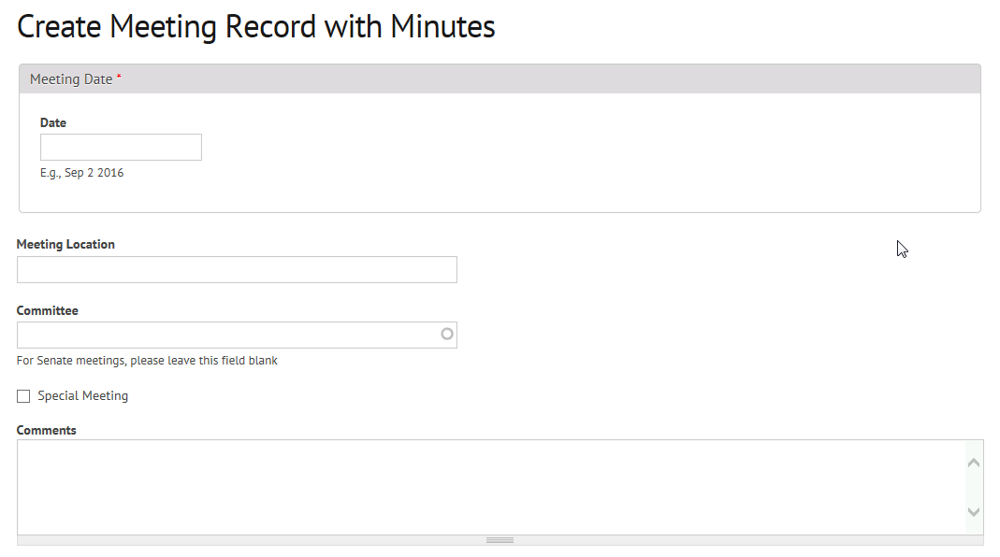 Create Meeting Record with Minutes
Meeting Date *
Date
E.g., Sep 2 2016
Meeting Location
Committee
For Senate meetings, please leave this field blank
Special Meeting
Comments